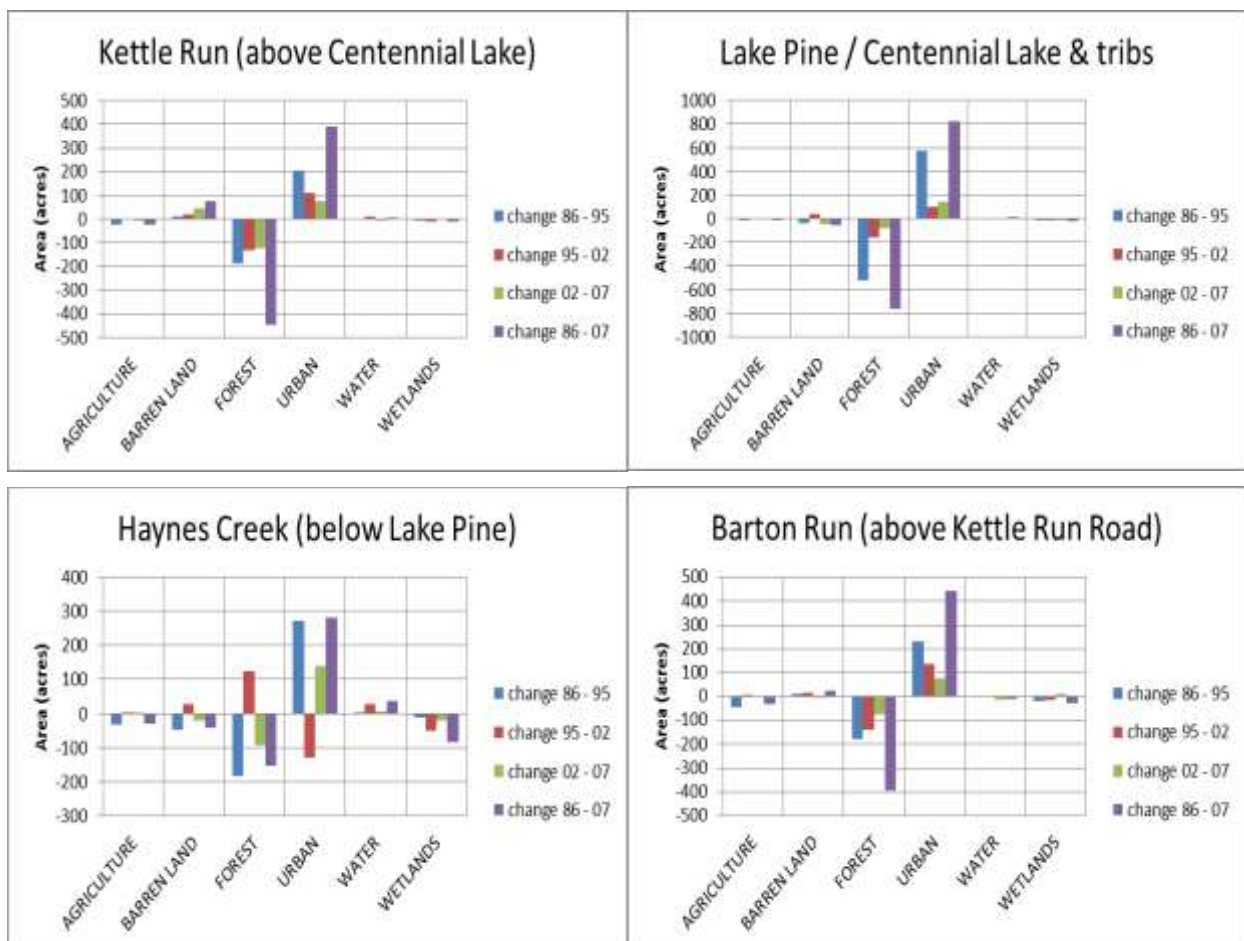 Kettle Run (above Centennial Lake)
Area (acres)
500
400
300
200
100
0
-100
-200
-300
-400
-500
AGRICULTURE
BARREN LAND
FOREST
URBAN
WATER
WETLANDS
change 86 - 95
change 95 - 02
change 02 - 07
change 86 - 07
Lake Pine / Centennial Lake & tribs
Area (acres)
1000
800
600
400
200
0
-200
-400
-600
-800
-1000
AGRICULTURE
BARREN LAND
FOREST
URBAN
WATER
WETLANDS
change 86 - 95
change 95 - 02
change 02 - 07
change 86 - 07
Haynes Creek (below Lake Pine)
Area (acres)
400
300
200
100
0
-100
-200
-300
AGRICULTURE
BARREN LAND
FOREST
URBAN
WATER
WETLANDS
change 86 - 95
change 95 - 02
change 02 - 07
change 86 - 07
Barton Run (above Kettle Run Road)
Area (acres)
500
400
300
200
100
0
-100
-200
-300
-400
-500
AGRICULTURE
BARREN LAND
FOREST
URBAN
WATER
WETLANDS
change 86 - 95
change 95 - 02
change 02 - 07
change 86 - 07